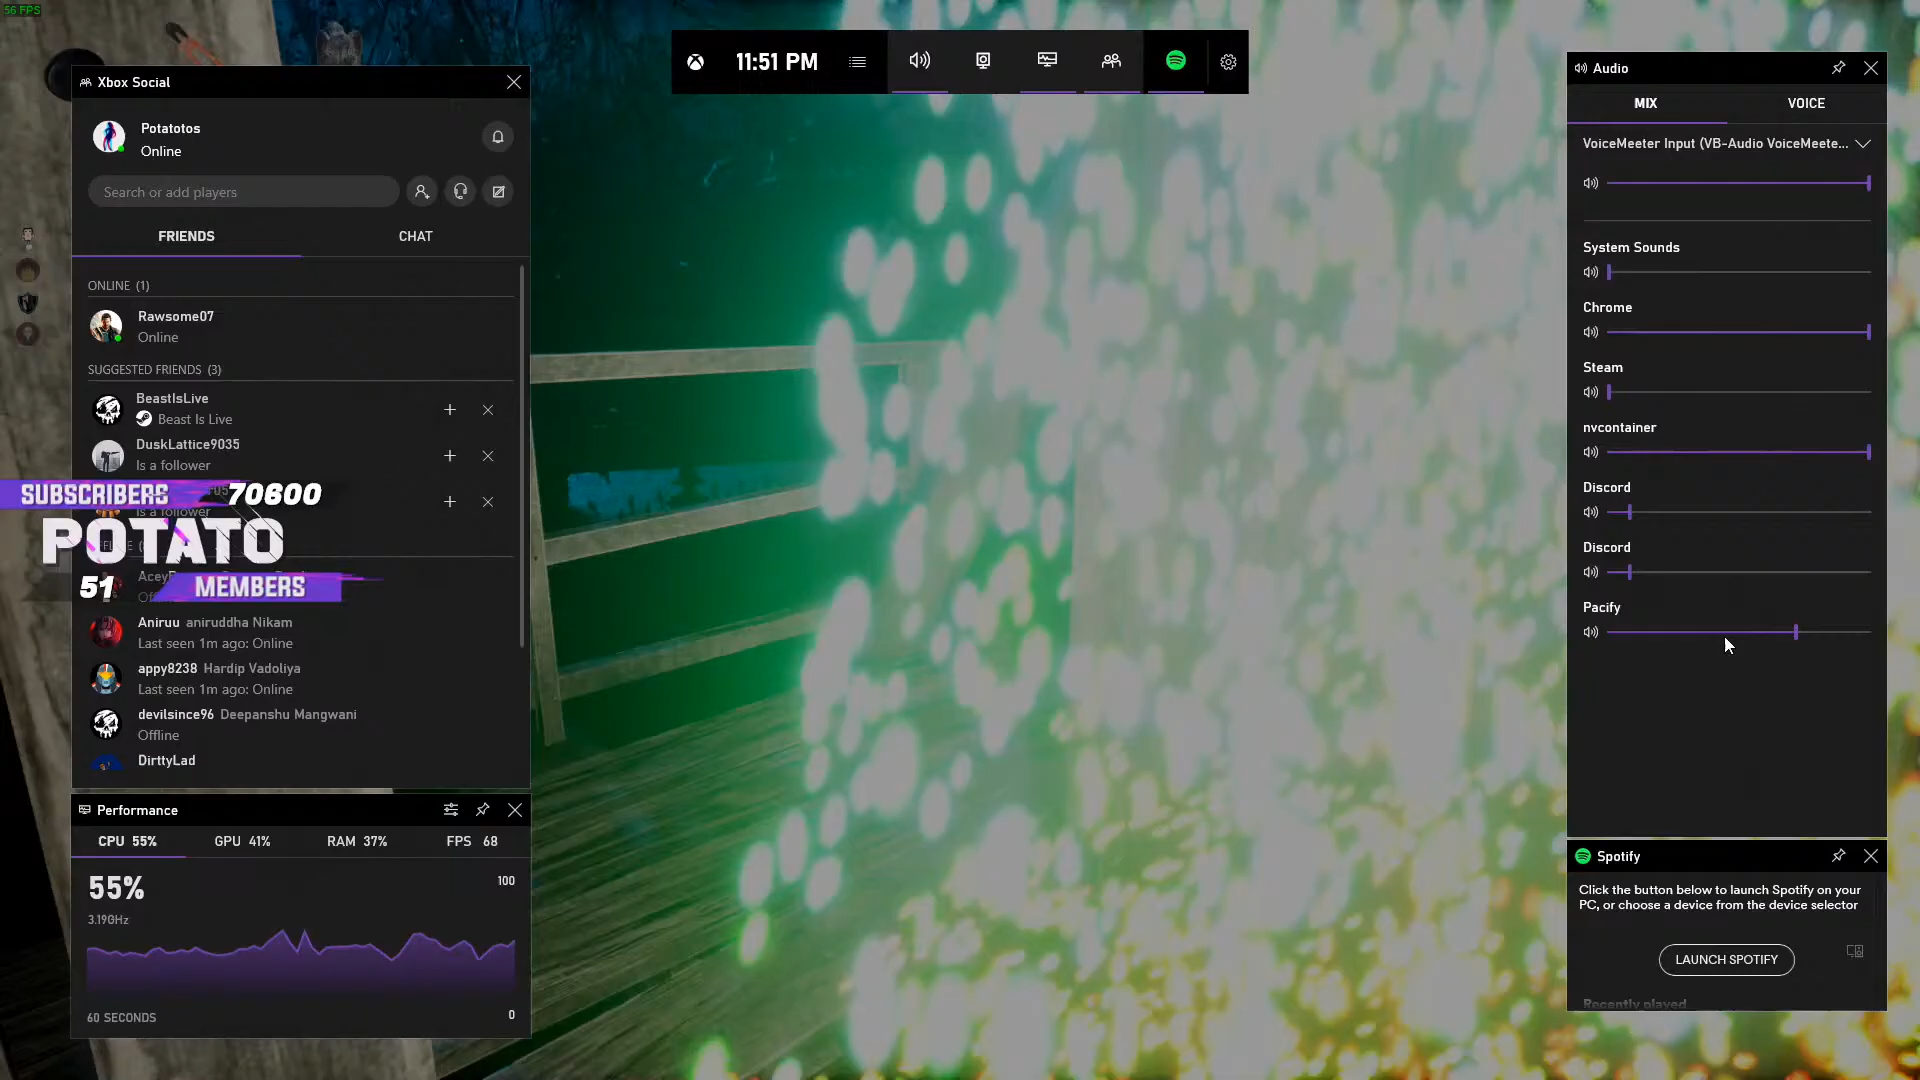 56 FPS
11:51 PM
Xbox Social
Potatotos
Online
Search or add players
FRIENDS
CHAT
ONLINE (1)
Rawsome07
Online
SUGGESTED FRIENDS (3)
BeastIsLive
Beast Is Live
DuskLattice9035
Is a follower
Is a follower
SUBSCRIBERS 70600
POTATO
51 MEMBERS
Aniruu aniruddha Nikam
Last seen 1m ago: Online
appy8238 Hardip Vadoliya
Last seen 1m ago: Online
devilsince96 Deepanshu Mangwani
Offline
DirttyLad
Performance
CPU 55%
GPU 41%
RAM 37%
FPS 68
55%
100
3.19GHz
60 SECONDS
0
Audio
MIX
VOICE
VoiceMeeter Input (VB-Audio VoiceMeete...
System Sounds
Chrome
Steam
nvcontainer
Discord
Discord
Pacify
Spotify
Click the button below to launch Spotify on your
PC, or choose a device from the device selector
LAUNCH SPOTIFY
Recently played